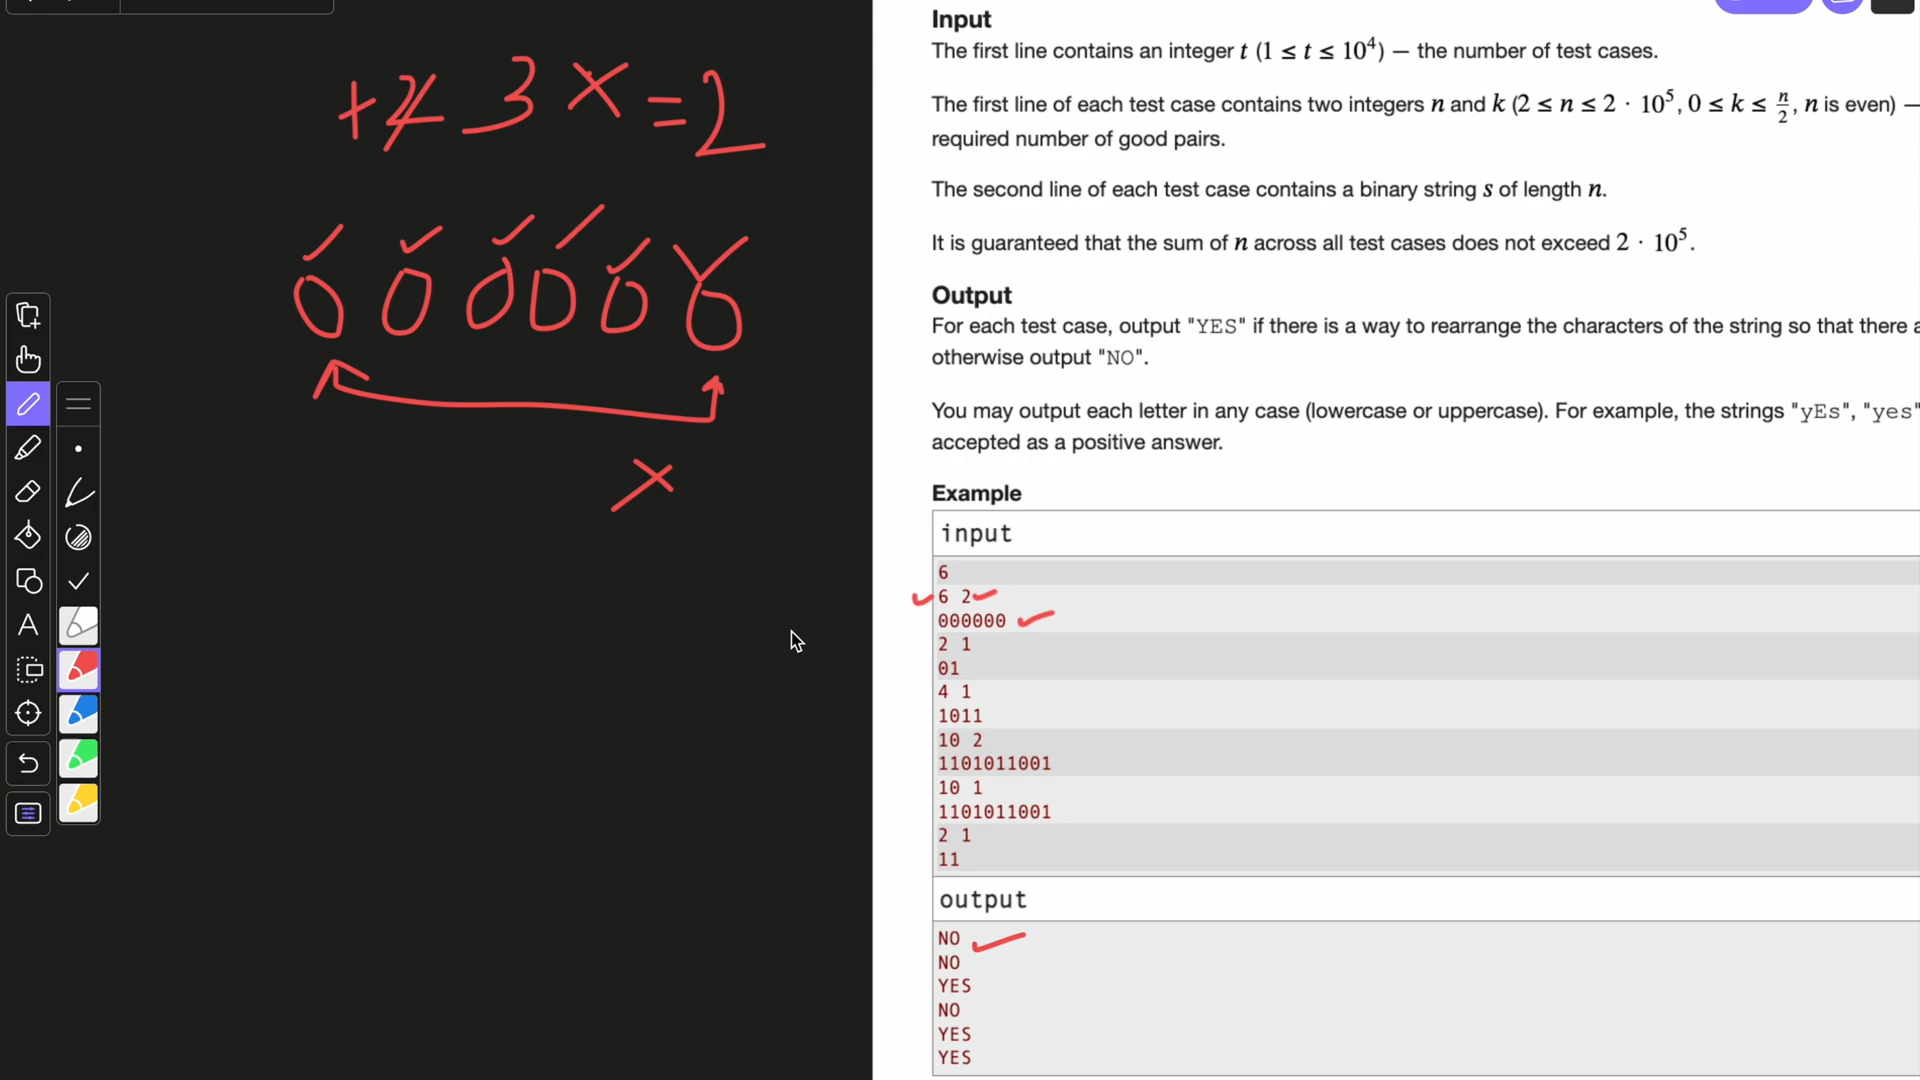 +2 3 X = 2
0 0 0 0 0 0
X
A
Input
The first line contains an integer t (1 ≤ t ≤ 10⁴) — the number of test cases.
The first line of each test case contains two integers n and k (2 ≤ n ≤ 2 · 10⁵, 0 ≤ k ≤ n/2, n is even) —
required number of good pairs.
The second line of each test case contains a binary string s of length n.
It is guaranteed that the sum of n across all test cases does not exceed 2 · 10⁵.
Output
For each test case, output "YES" if there is a way to rearrange the characters of the string so that there
otherwise output "NO".
You may output each letter in any case (lowercase or uppercase). For example, the strings "yEs", "yes"
accepted as a positive answer.
Example
input
6
6 2
000000
2 1
01
4 1
1011
10 2
1101011001
10 1
1101011001
2 1
11
output
NO
NO
YES
NO
YES
YES